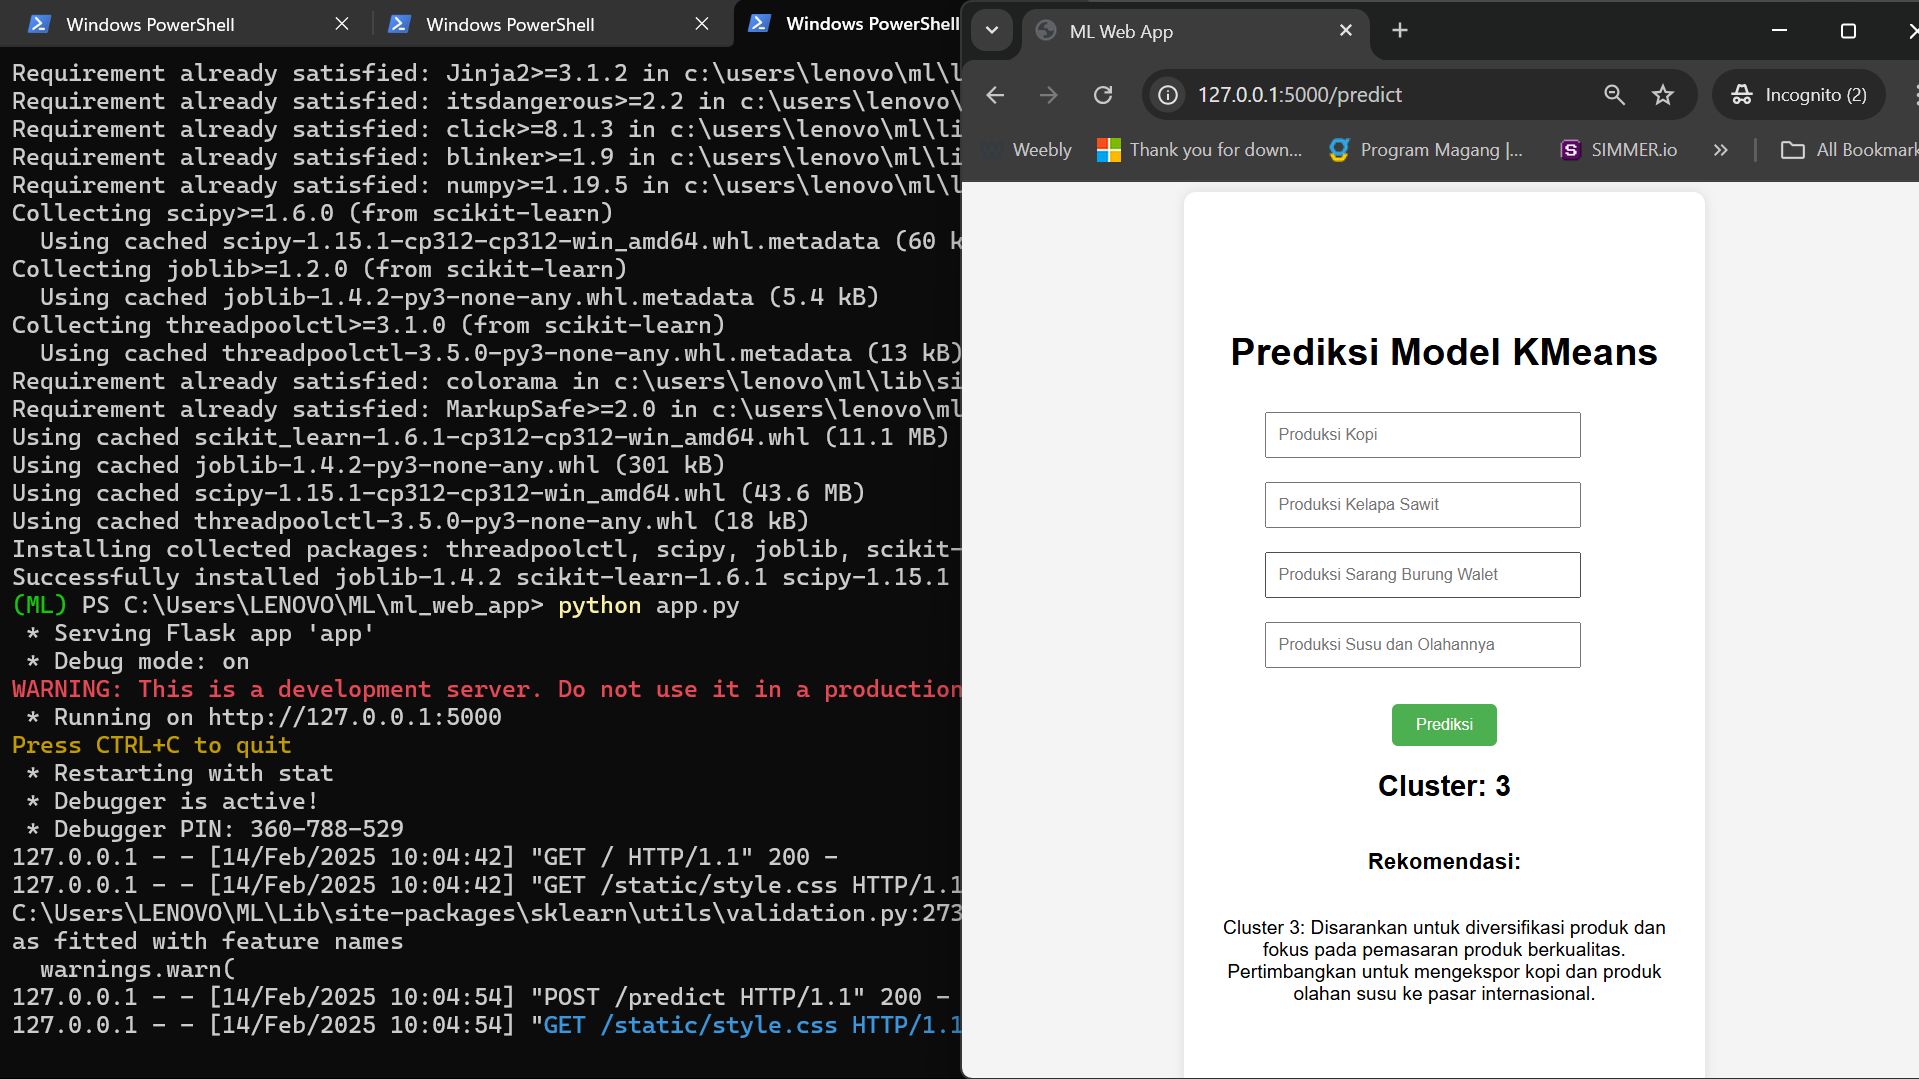 Windows PowerShell
Windows PowerShell
Windows PowerShell
Requirement already satisfied: Jinja2>=3.1.2 in c:\users\lenovo\ml\l
Requirement already satisfied: itsdangerous>=2.2 in c:\users\lenovo\
Requirement already satisfied: click>=8.1.3 in c:\users\lenovo\ml\li
Requirement already satisfied: blinker>=1.9 in c:\users\lenovo\ml\li
Requirement already satisfied: numpy>=1.19.5 in c:\users\lenovo\ml\l
Collecting scipy>=1.6.0 (from scikit-learn)
  Using cached scipy-1.15.1-cp312-cp312-win_amd64.whl.metadata (60 k
Collecting joblib>=1.2.0 (from scikit-learn)
  Using cached joblib-1.4.2-py3-none-any.whl.metadata (5.4 kB)
Collecting threadpoolctl>=3.1.0 (from scikit-learn)
  Using cached threadpoolctl-3.5.0-py3-none-any.whl.metadata (13 kB)
Requirement already satisfied: colorama in c:\users\lenovo\ml\lib\si
Requirement already satisfied: MarkupSafe>=2.0 in c:\users\lenovo\ml
Using cached scikit_learn-1.6.1-cp312-cp312-win_amd64.whl (11.1 MB)
Using cached joblib-1.4.2-py3-none-any.whl (301 kB)
Using cached scipy-1.15.1-cp312-cp312-win_amd64.whl (43.6 MB)
Using cached threadpoolctl-3.5.0-py3-none-any.whl (18 kB)
Installing collected packages: threadpoolctl, scipy, joblib, scikit-
Successfully installed joblib-1.4.2 scikit-learn-1.6.1 scipy-1.15.1
(ML) PS C:\Users\LENOVO\ML\ml_web_app> python app.py
 * Serving Flask app 'app'
 * Debug mode: on
WARNING: This is a development server. Do not use it in a production
 * Running on http://127.0.0.1:5000
Press CTRL+C to quit
 * Restarting with stat
 * Debugger is active!
 * Debugger PIN: 360-788-529
127.0.0.1 - - [14/Feb/2025 10:04:42] "GET / HTTP/1.1" 200 -
127.0.0.1 - - [14/Feb/2025 10:04:42] "GET /static/style.css HTTP/1.1
C:\Users\LENOVO\ML\Lib\site-packages\sklearn\utils\validation.py:273
as fitted with feature names
  warnings.warn(
127.0.0.1 - - [14/Feb/2025 10:04:54] "POST /predict HTTP/1.1" 200 -
127.0.0.1 - - [14/Feb/2025 10:04:54] "GET /static/style.css HTTP/1.1
ML Web App
127.0.0.1:5000/predict
Incognito (2)
Weebly
Thank you for down...
Program Magang |...
SIMMER.io
All Bookmark
Prediksi Model KMeans
Produksi Kopi
Produksi Kelapa Sawit
Produksi Sarang Burung Walet
Produksi Susu dan Olahannya
Prediksi
Cluster: 3
Rekomendasi:
Cluster 3: Disarankan untuk diversifikasi produk dan
fokus pada pemasaran produk berkualitas.
Pertimbangkan untuk mengekspor kopi dan produk
olahan susu ke pasar internasional.